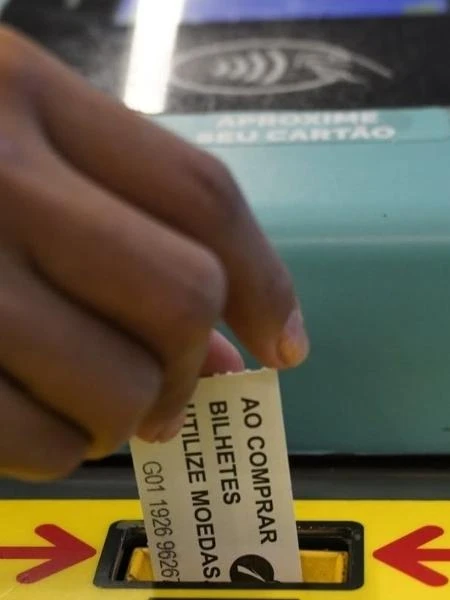 APROXIME
SEU CARTÃO
AO COMPRAR
BILHETES
UTILIZE MOEDAS
G01 1926 9626